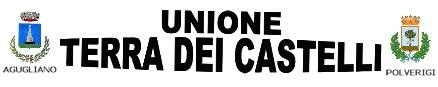 UNIONE
TERRA DEI CASTELLI
AGUGLIANO
POLVERIGI